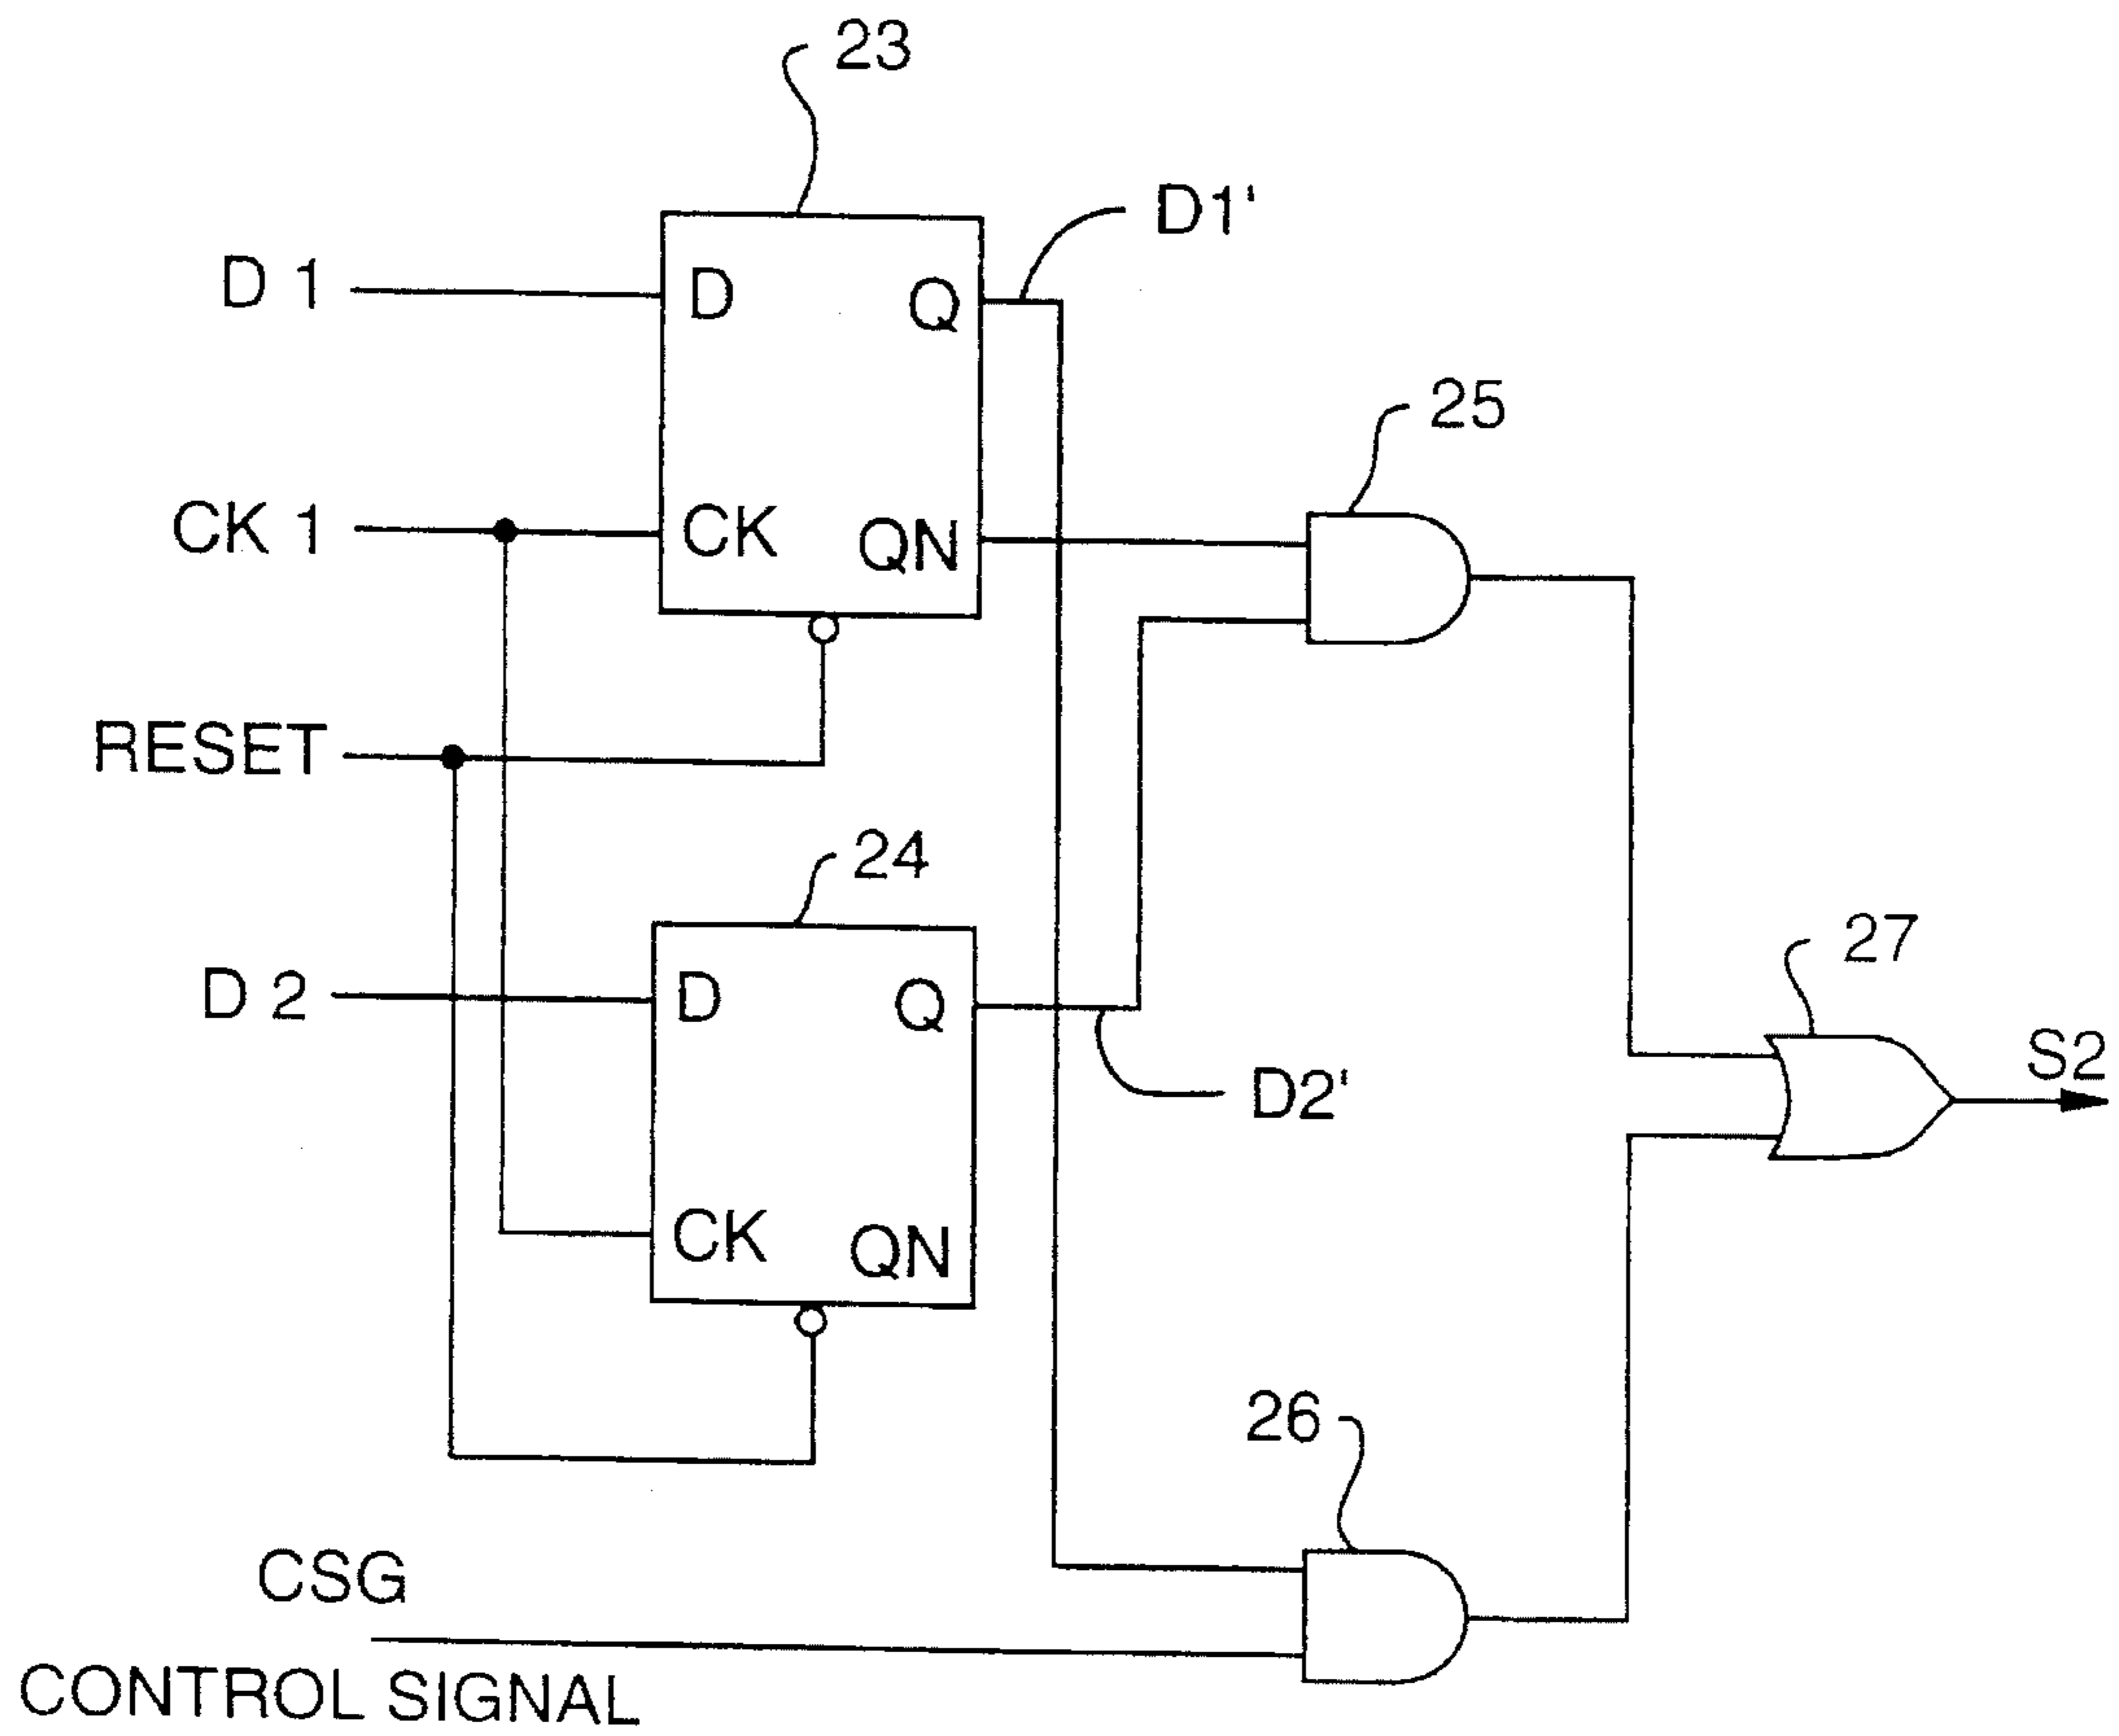 23
D1'
D 1
D
Q
25
CK 1
CK
QN
RESET
24
27
D 2
D
Q
S2
D2'
CK
QN
26
CSG
CONTROL SIGNAL